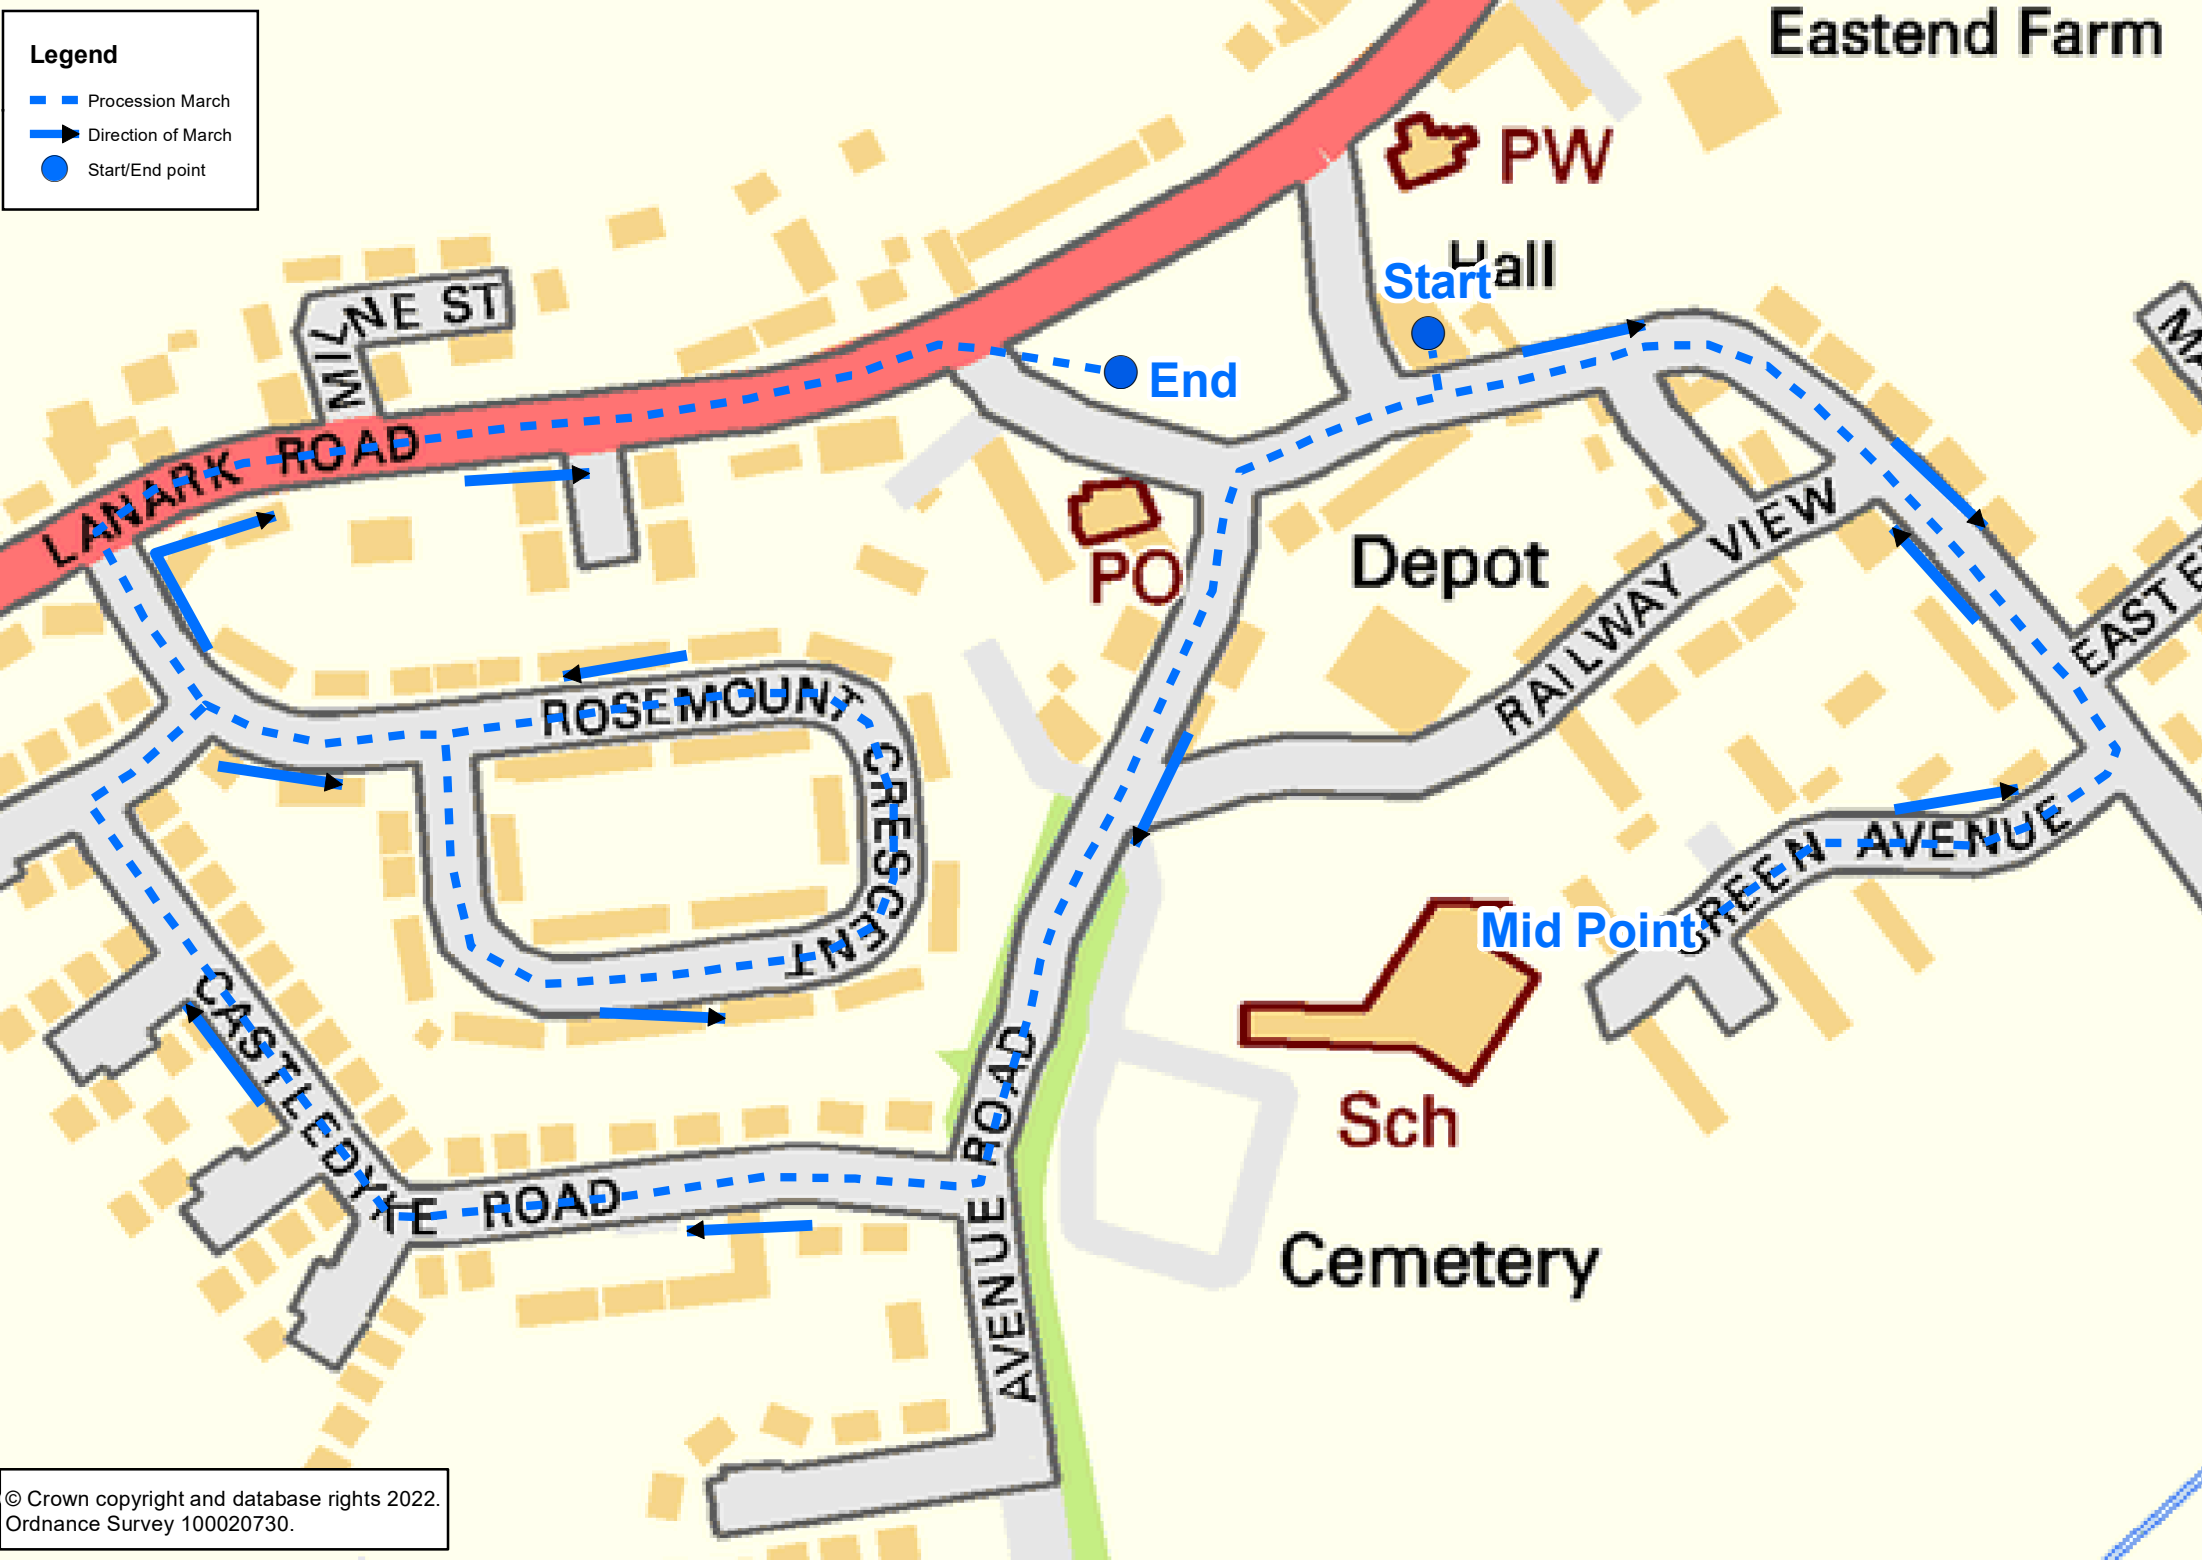 Legend
Procession March
Direction of March
Start/End point
Eastend Farm
PW
Hall
Start
MILNE ST
End
LANARK ROAD
PO
Depot
RAILWAY VIEW
ROSEMOUNT CRESCENT
GREEN AVENUE
Mid Point
Sch
CASTLEDYKE ROAD
AVENUE ROAD
Cemetery
© Crown copyright and database rights 2022.
Ordnance Survey 100020730.